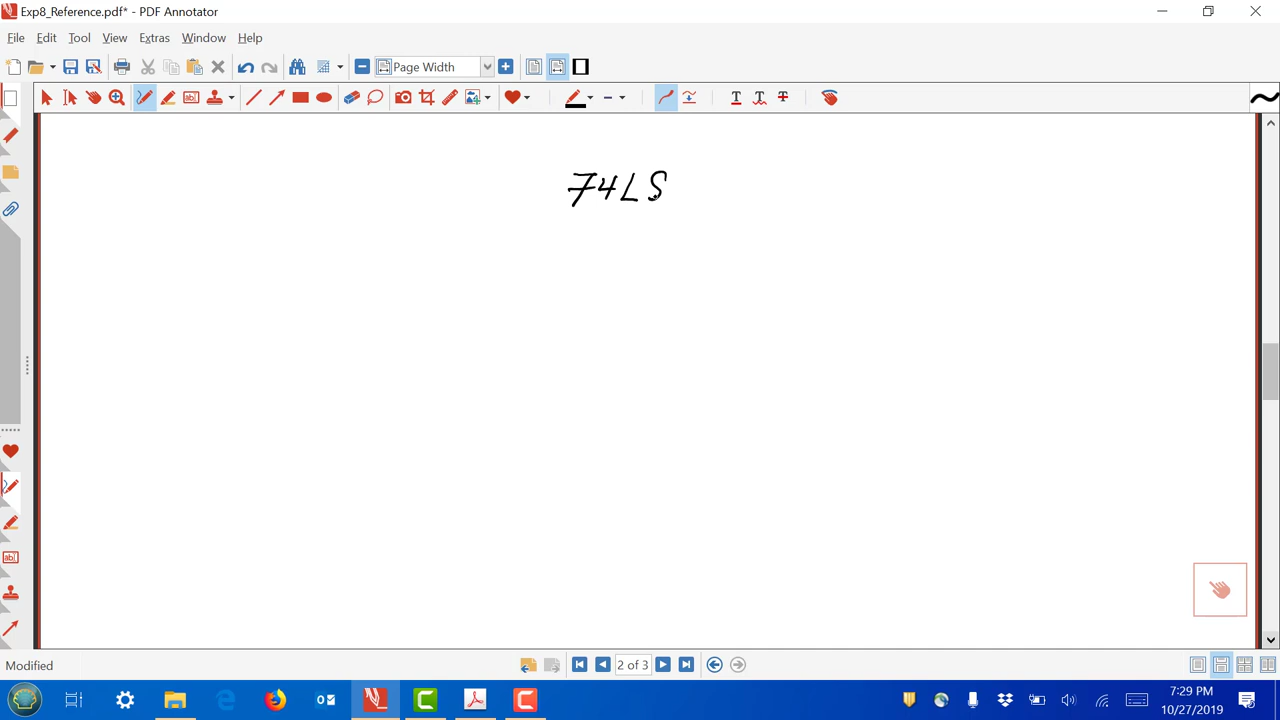 Exp8_Reference.pdf* - PDF Annotator
File Edit Tool View Extras Window Help
Page Width
74LS
Modified
2 of 3
7:29 PM
10/27/2019